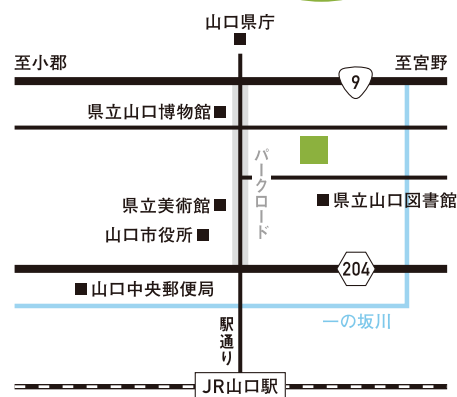 山口県庁
至小郡
至宮野
9
県立山口博物館
パークロード
県立美術館
県立山口図書館
山口市役所
204
山口中央郵便局
一の坂川
駅通り
JR山口駅